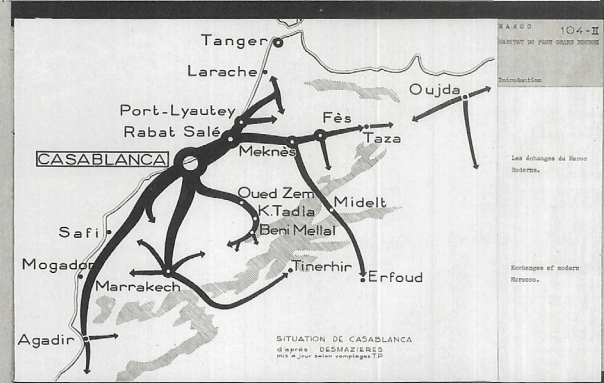 Tanger
Larache
Port-Lyautey
Rabat Salé
CASABLANCA
Meknès
Fès
Taza
Oujda
Oued Zem
K.Tadla
Beni Mellal
Midelt
Safi
Mogador
Marrakech
Tinerhir
Erfoud
Agadir
SITUATION DE CASABLANCA
d'après DESMAZIERES
mis à jour selon comptages T.P
MAROC 104-II
HABITAT DU PLUS GRAND NOMBRE
Introduction
Les échanges du Maroc
Moderne.
Exchanges of modern
Morocco.